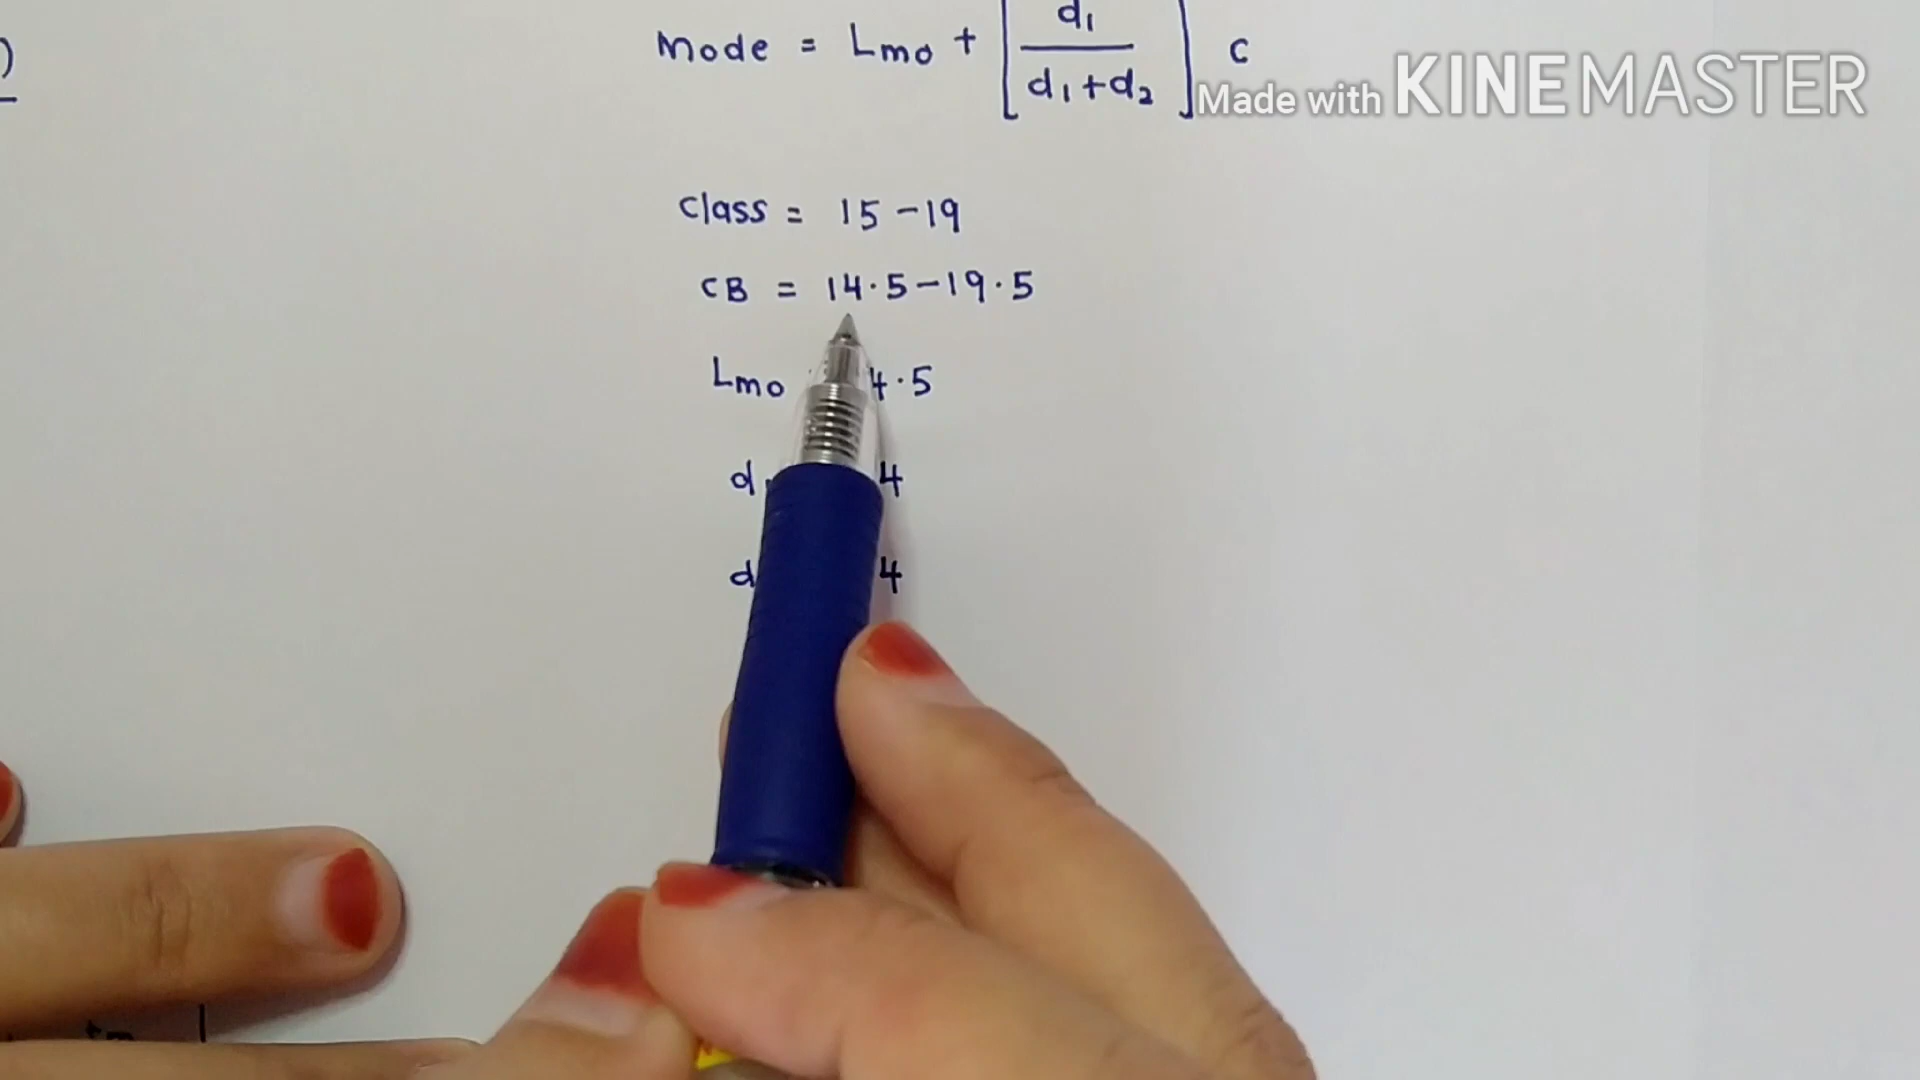 mode = Lmo + [ d₁ / d₁+d₂ ] c
Made with KINEMASTER
class = 15-19
CB = 14.5-19.5
Lmo 4.5
d 4
d 4